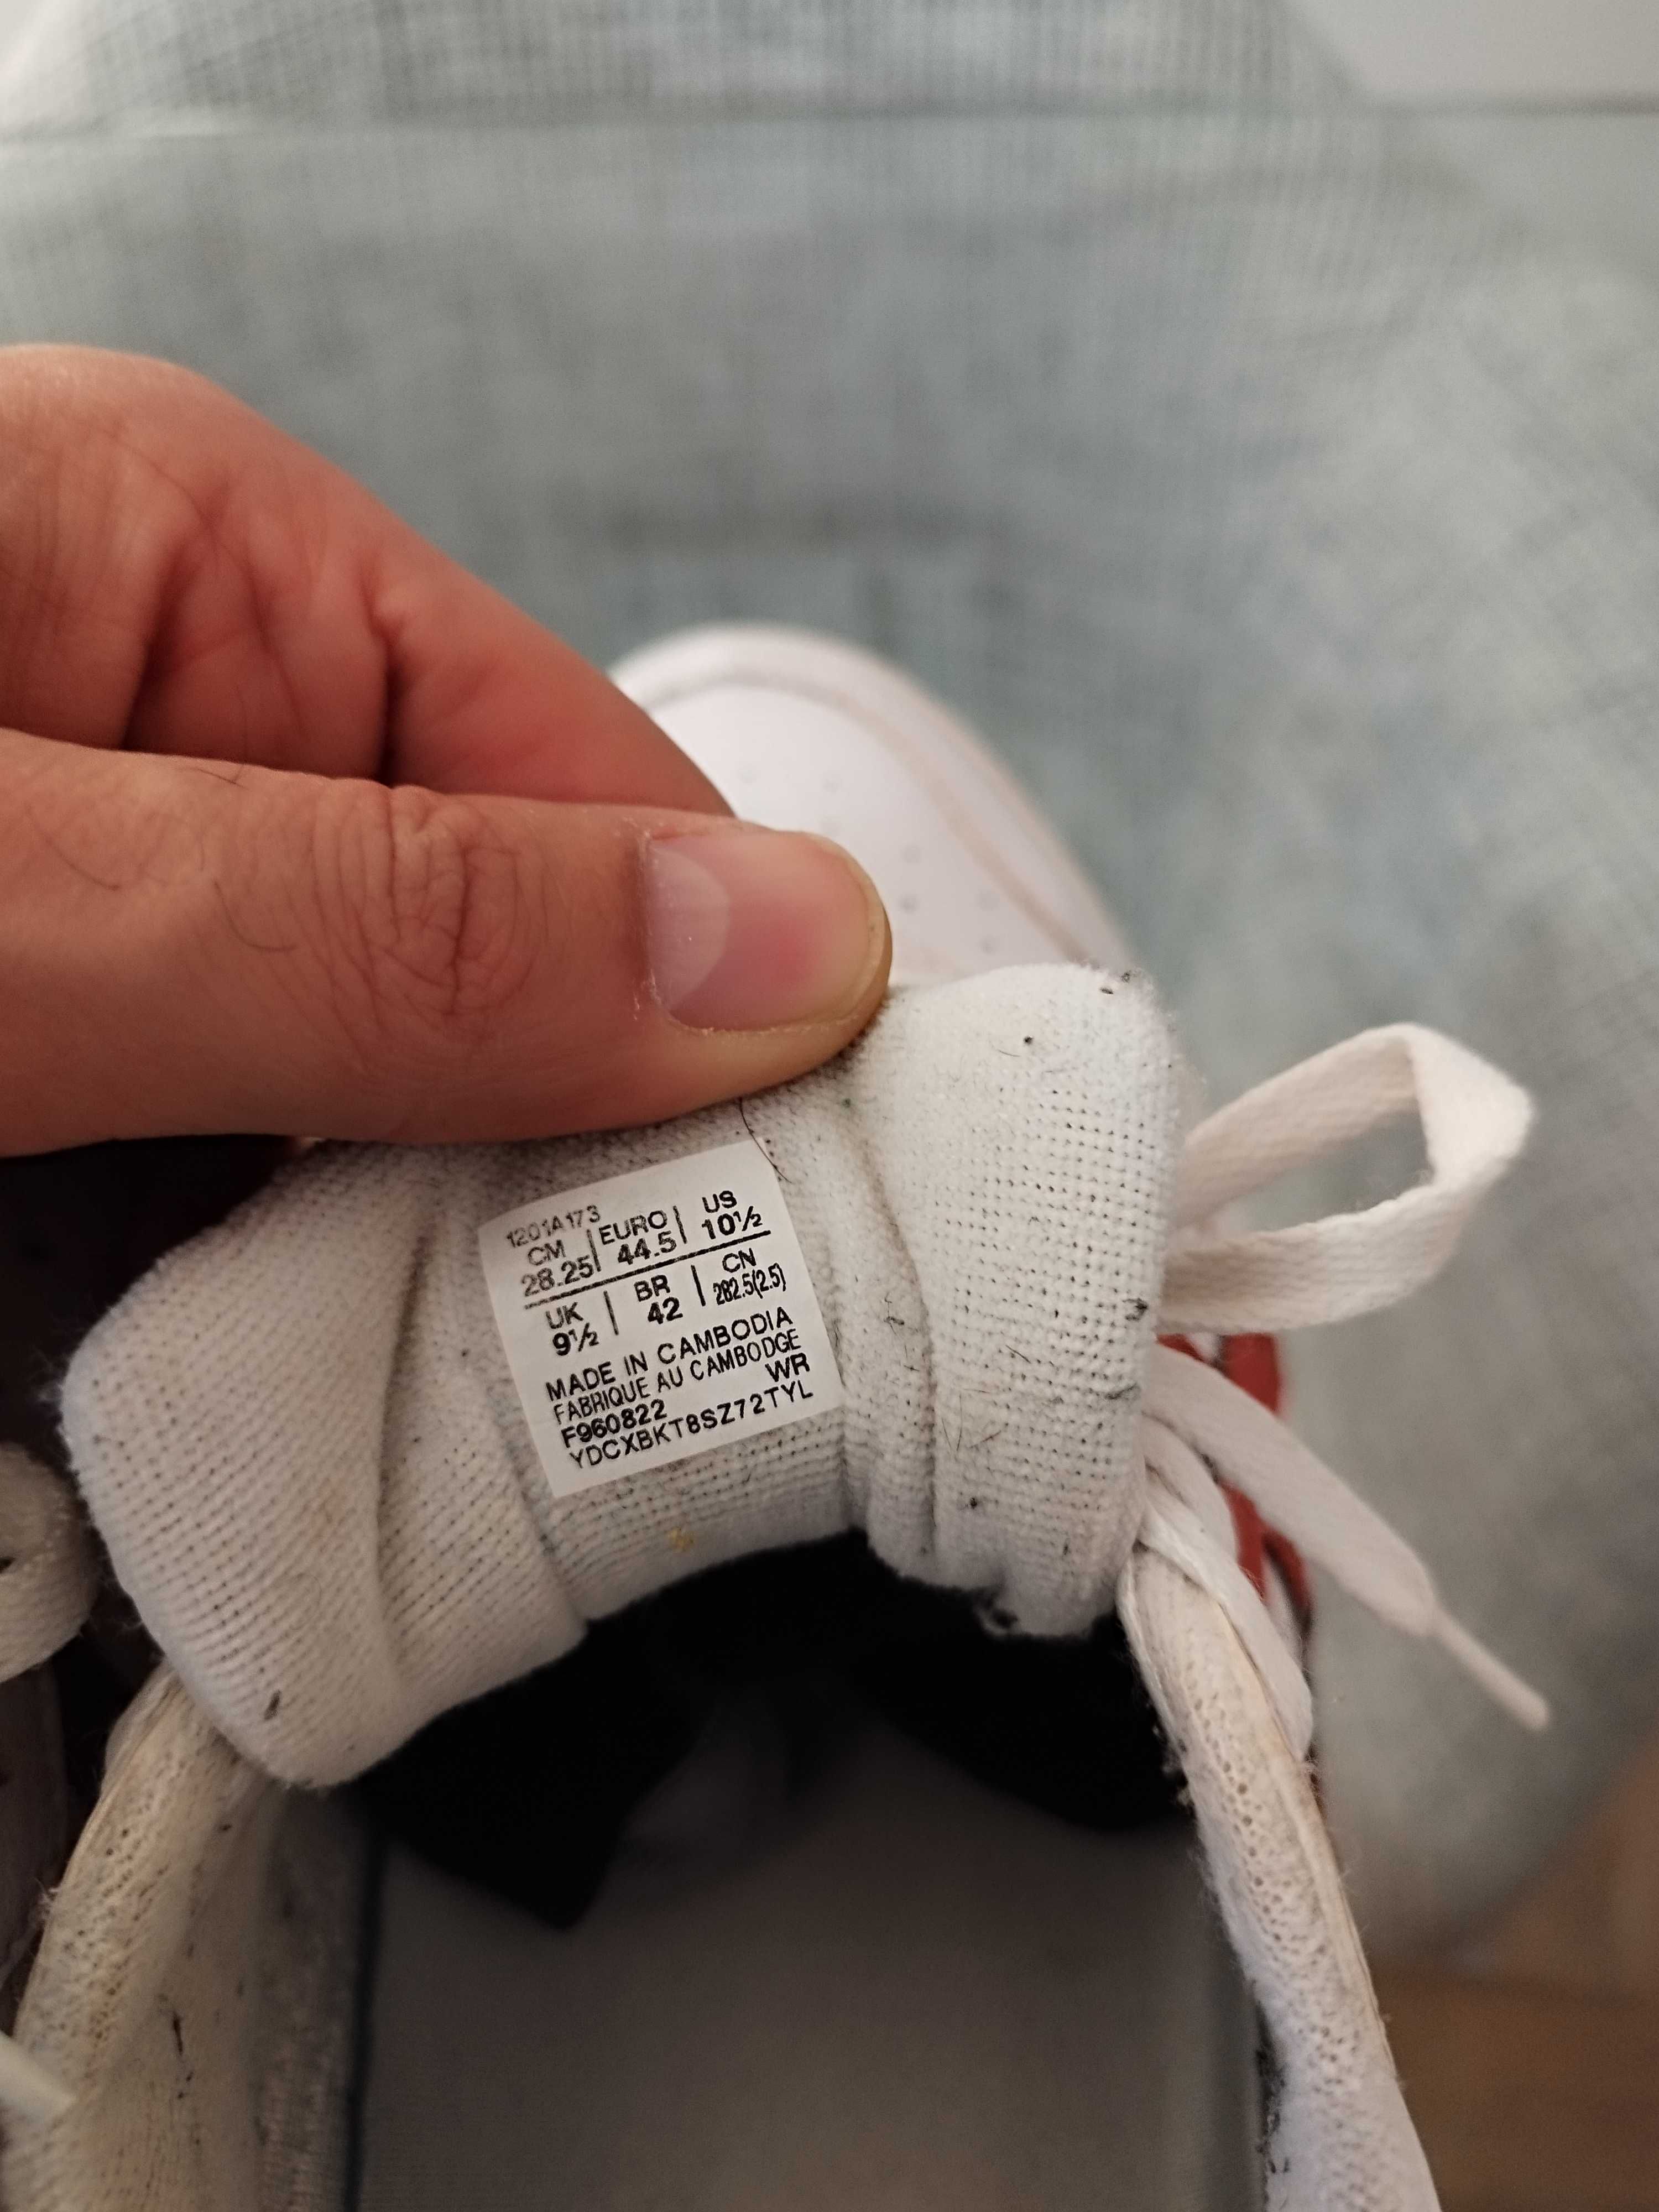 1201A173
CM | EURO | US
28.25 | 44.5 | 10½
UK | BR | CN
9½ | 42 | 282.5(2.5)
MADE IN CAMBODIA
FABRIQUE AU CAMBODGE
F960822 WR
YDCXBKT8SZ72TYL